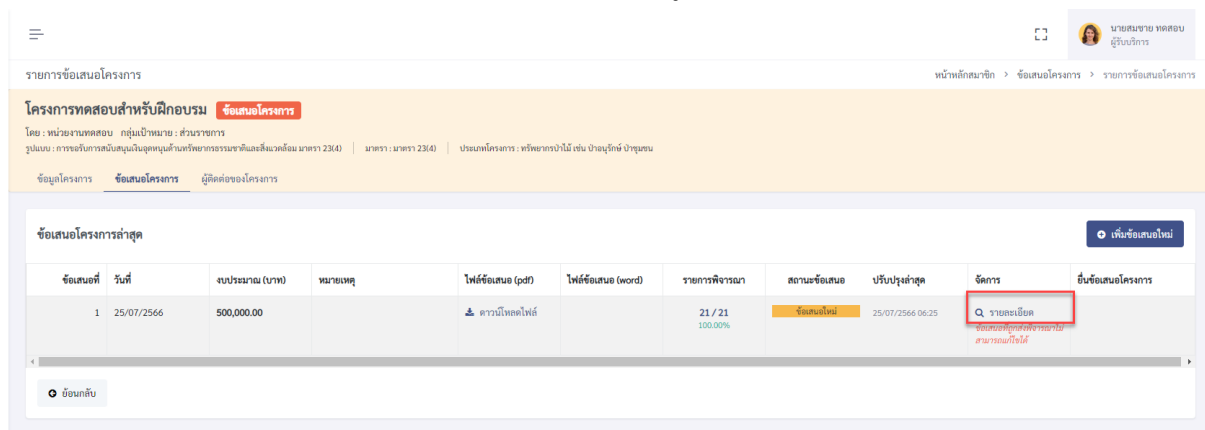 นายสมชาย ทดสอบ
ผู้รับบริการ
รายการข้อเสนอโครงการ
หน้าหลักสมาชิก > ข้อเสนอโครงการ > รายการข้อเสนอโครงการ
โครงการทดสอบสำหรับฝึกอบรม ข้อเสนอโครงการ
โดย : หน่วยงานทดสอบ กลุ่มเป้าหมาย : ส่วนราชการ
รูปแบบ : การขอรับการสนับสนุนเงินอุดหนุนด้านทรัพยากรธรรมชาติและสิ่งแวดล้อม มาตรา 23(4) มาตรา : มาตรา 23(4) ประเภทโครงการ : ทรัพยากรป่าไม้ เช่น ป่าอนุรักษ์ ป่าชุมชน
ข้อมูลโครงการ ข้อเสนอโครงการ ผู้ติดต่อของโครงการ
ข้อเสนอโครงการล่าสุด เพิ่มข้อเสนอใหม่
ข้อเสนอที่ วันที่ งบประมาณ (บาท) หมายเหตุ ไฟล์ข้อเสนอ (pdf) ไฟล์ข้อเสนอ (word) รายการพิจารณา สถานะข้อเสนอ ปรับปรุงล่าสุด จัดการ ยื่นข้อเสนอโครงการ
1 25/07/2566 500,000.00 ดาวน์โหลดไฟล์ 21 / 21 ข้อเสนอใหม่ 25/07/2566 06:25 รายละเอียด
100.00% ข้อเสนอที่ถูกส่งพิจารณาไม่
สามารถแก้ไขได้
ย้อนกลับ